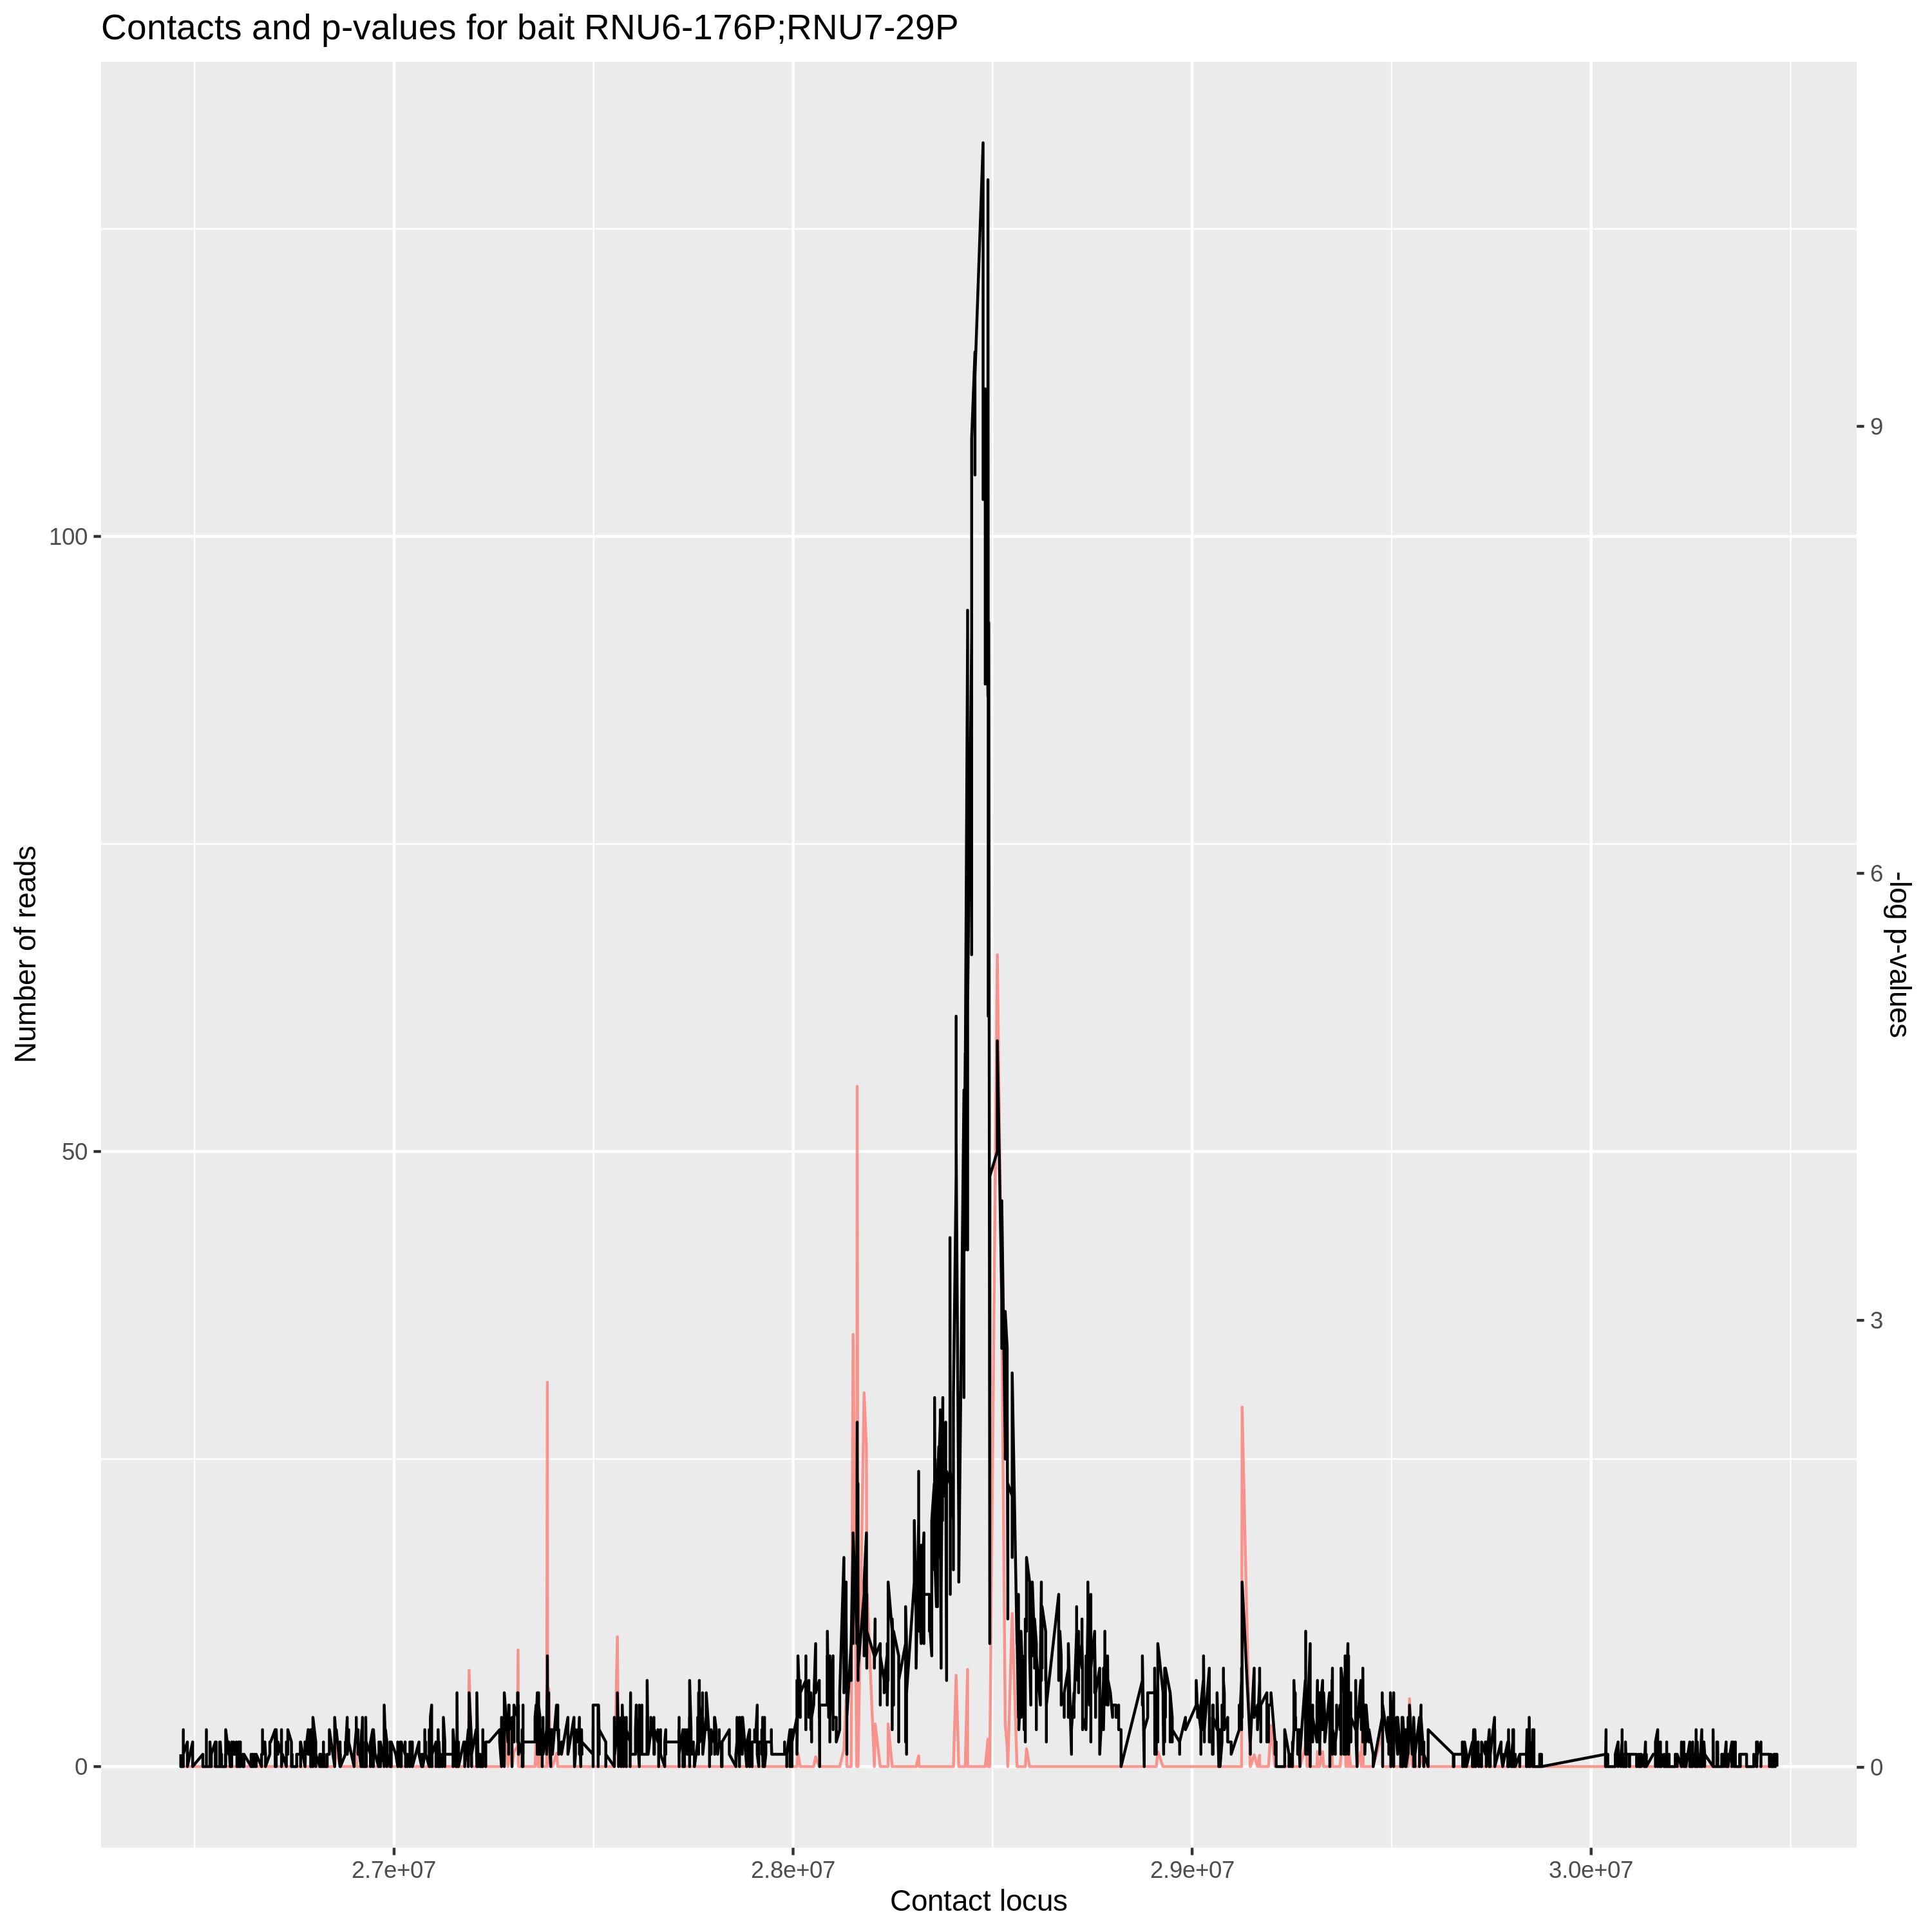 Contacts and p-values for bait RNU6-176P;RNU7-29P
Number of reads
100
50
0
9
6
3
0
-log p-values
2.7e+07 2.8e+07 2.9e+07 3.0e+07
Contact locus